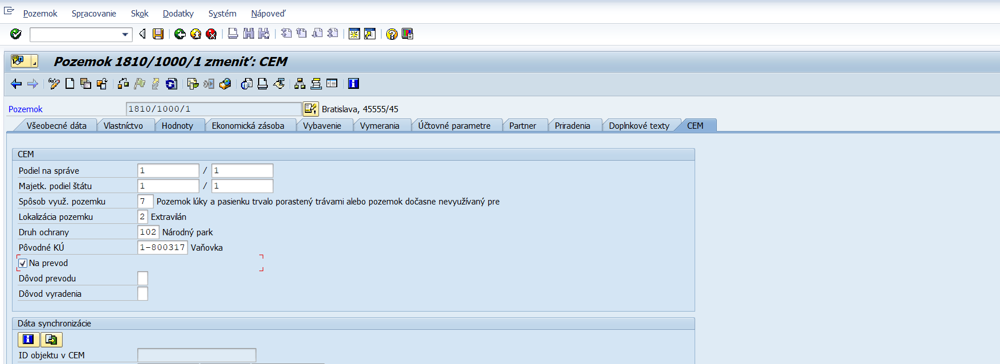 Pozemok Spracovanie Skok Dodatky Systém Nápoveď
Pozemok 1810/1000/1 zmeniť: CEM
Pozemok 1810/1000/1 Bratislava, 45555/45
Všeobecné dáta Vlastníctvo Hodnoty Ekonomická zásoba Vybavenie Vymerania Účtovné parametre Partner Priradenia Doplnkové texty CEM
CEM
Podiel na správe 1 / 1
Majetk. podiel štátu 1 / 1
Spôsob využ. pozemku 7 Pozemok lúky a pasienku trvalo porastený trávami alebo pozemok dočasne nevyužívaný pre
Lokalizácia pozemku 2 Extravilán
Druh ochrany 102 Národný park
Pôvodné KÚ 1-800317 Vaňovka
Na prevod
Dôvod prevodu
Dôvod vyradenia
Dáta synchronizácie
ID objektu v CEM